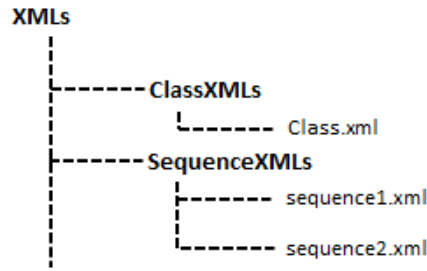 XMLs
ClassXMLs
Class.xml
SequenceXMLs
sequence1.xml
sequence2.xml